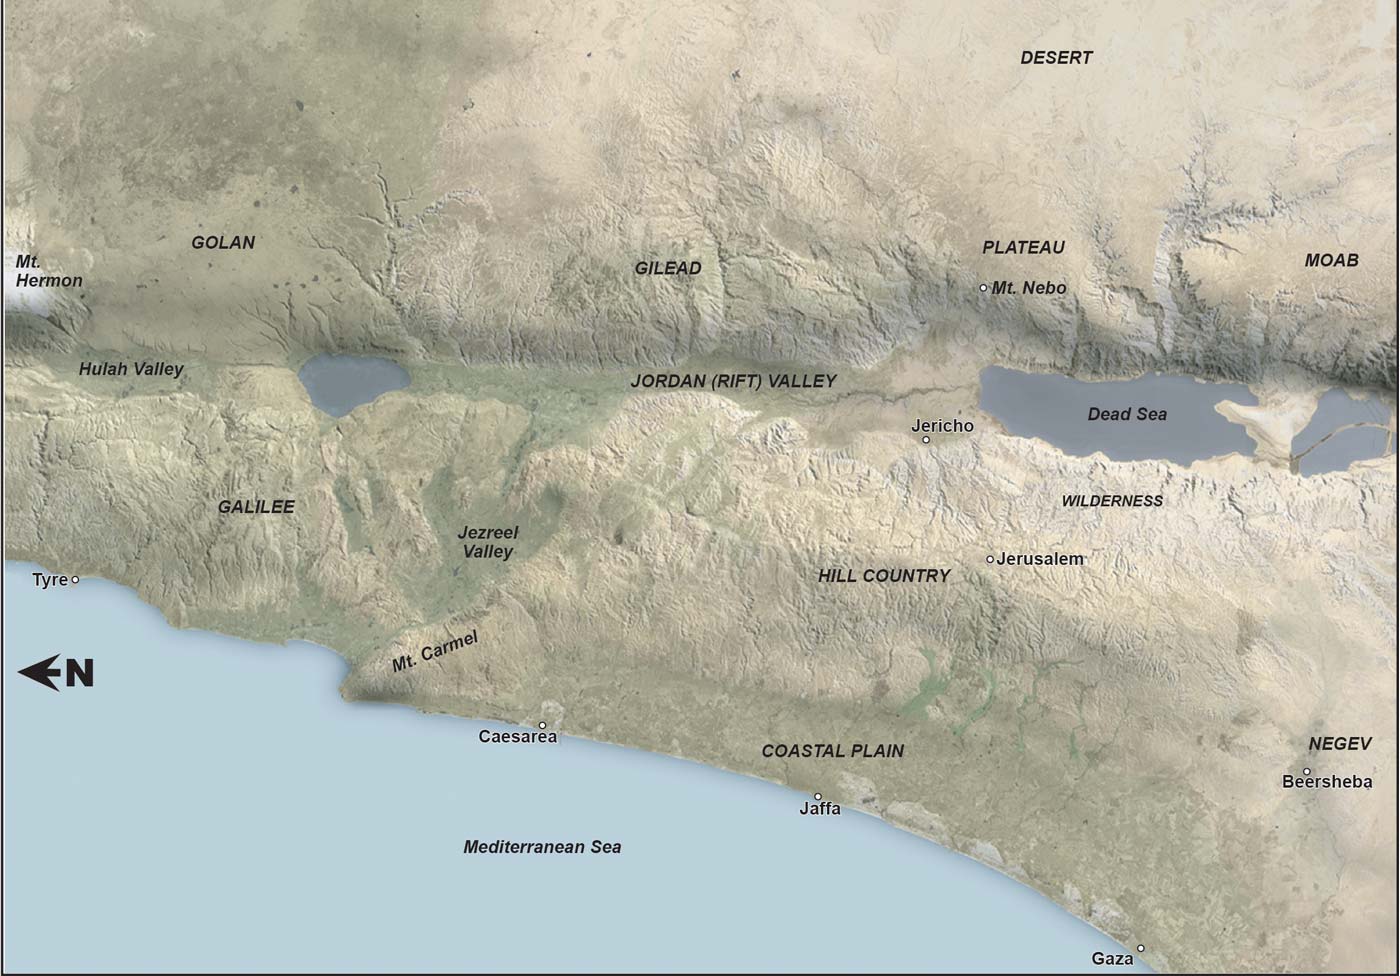 DESERT
GOLAN
PLATEAU
Mt.
Hermon
GILEAD
MOAB
Mt. Nebo
Hulah Valley
JORDAN (RIFT) VALLEY
Dead Sea
Jericho
WILDERNESS
GALILEE
Jezreel
Valley
Jerusalem
HILL COUNTRY
Tyre
Mt. Carmel
N
Caesarea
COASTAL PLAIN
NEGEV
Beersheba
Jaffa
Mediterranean Sea
Gaza